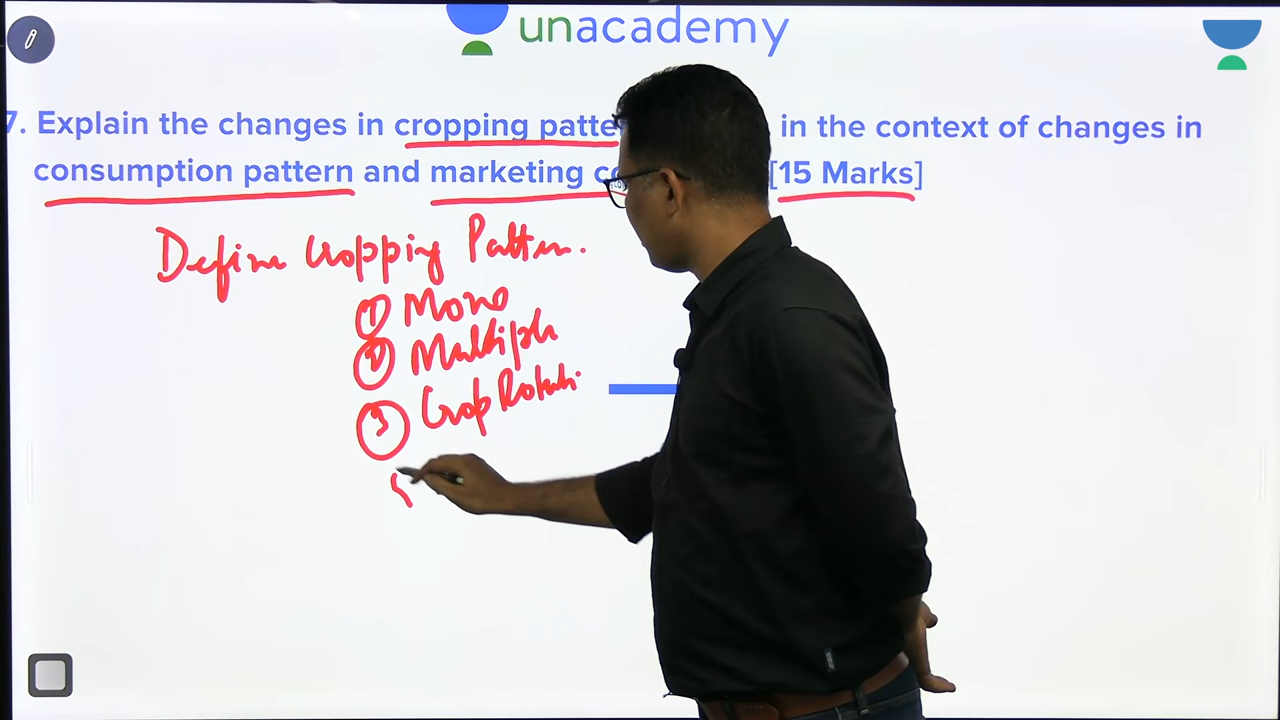 unacademy
7. Explain the changes in cropping patte in the context of changes in
consumption pattern and marketing co [15 Marks]
Define Cropping Pattern.
① Mono
② Multiple
③ Crop Rotati